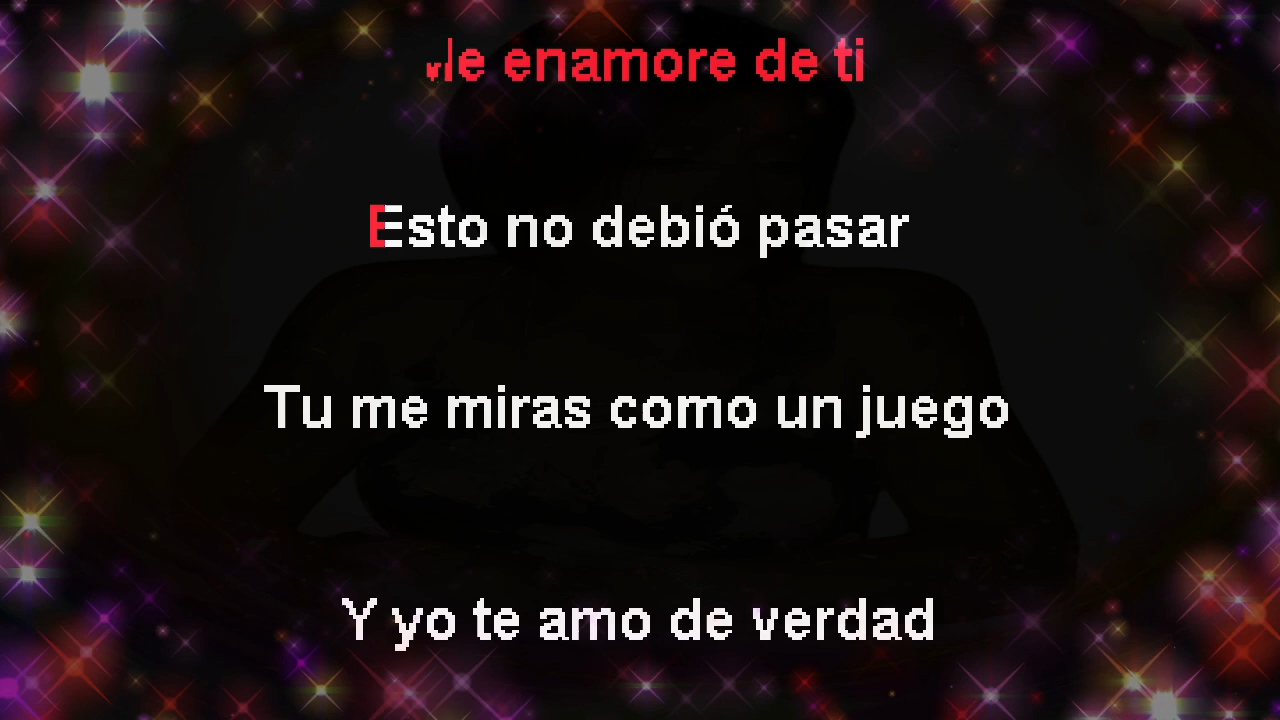 Me enamore de ti
Esto no debió pasar
Tu me miras como un juego
Y yo te amo de verdad